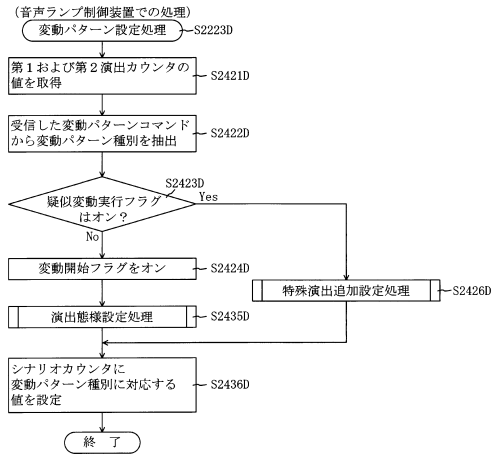 (音声ランプ制御装置での処理)
変動パターン設定処理
S2223D
第１および第２演出カウンタの
値を取得
S2421D
受信した変動パターンコマンド
から変動パターン種別を抽出
S2422D
S2423D
疑似変動実行フラグ
はオン？
Yes
No
変動開始フラグをオン
S2424D
特殊演出追加設定処理
S2426D
演出態様設定処理
S2435D
シナリオカウンタに
変動パターン種別に対応する
値を設定
S2436D
終 了